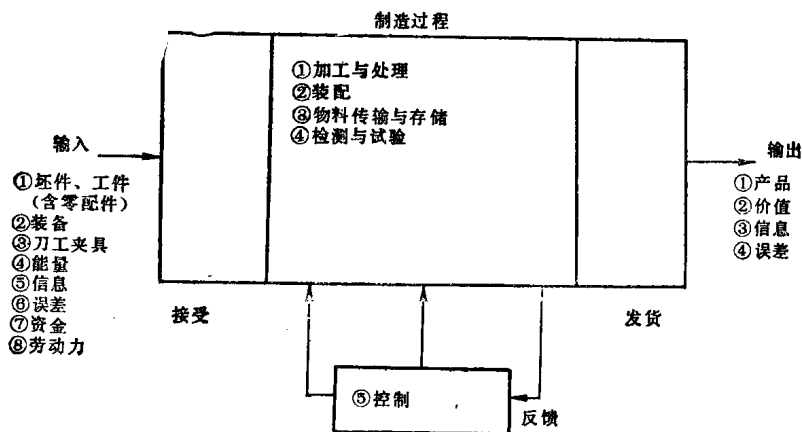 制造过程
①加工与处理
②装配
③物料传输与存储
④检测与试验
输入
①坯件、工件
（含零配件）
②装备
③刀工夹具
④能量
⑤信息
⑥误差
⑦资金
⑧劳动力
输出
①产品
②价值
③信息
④误差
接受
发货
⑤控制
反馈